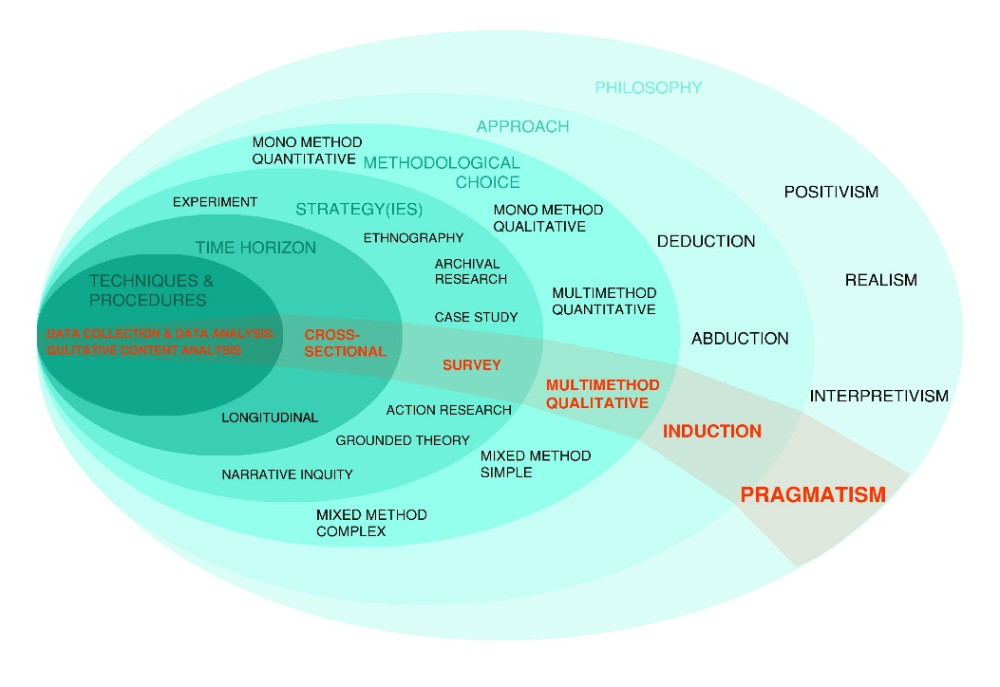 PHILOSOPHY
APPROACH
MONO METHOD
QUANTITATIVE
METHODOLOGICAL
CHOICE
POSITIVISM
EXPERIMENT
STRATEGY(IES)
MONO METHOD
QUALITATIVE
ETHNOGRAPHY
DEDUCTION
TIME HORIZON
ARCHIVAL
RESEARCH
REALISM
TECHNIQUES &
PROCEDURES
MULTIMETHOD
QUANTITATIVE
CASE STUDY
DATA COLLECTION & DATA ANALYSIS:
QULITATIVE CONTENT ANALYSIS
CROSS-
SECTIONAL
ABDUCTION
SURVEY
MULTIMETHOD
QUALITATIVE
INTERPRETIVISM
LONGITUDINAL
ACTION RESEARCH
INDUCTION
GROUNDED THEORY
MIXED METHOD
SIMPLE
NARRATIVE INQUITY
PRAGMATISM
MIXED METHOD
COMPLEX